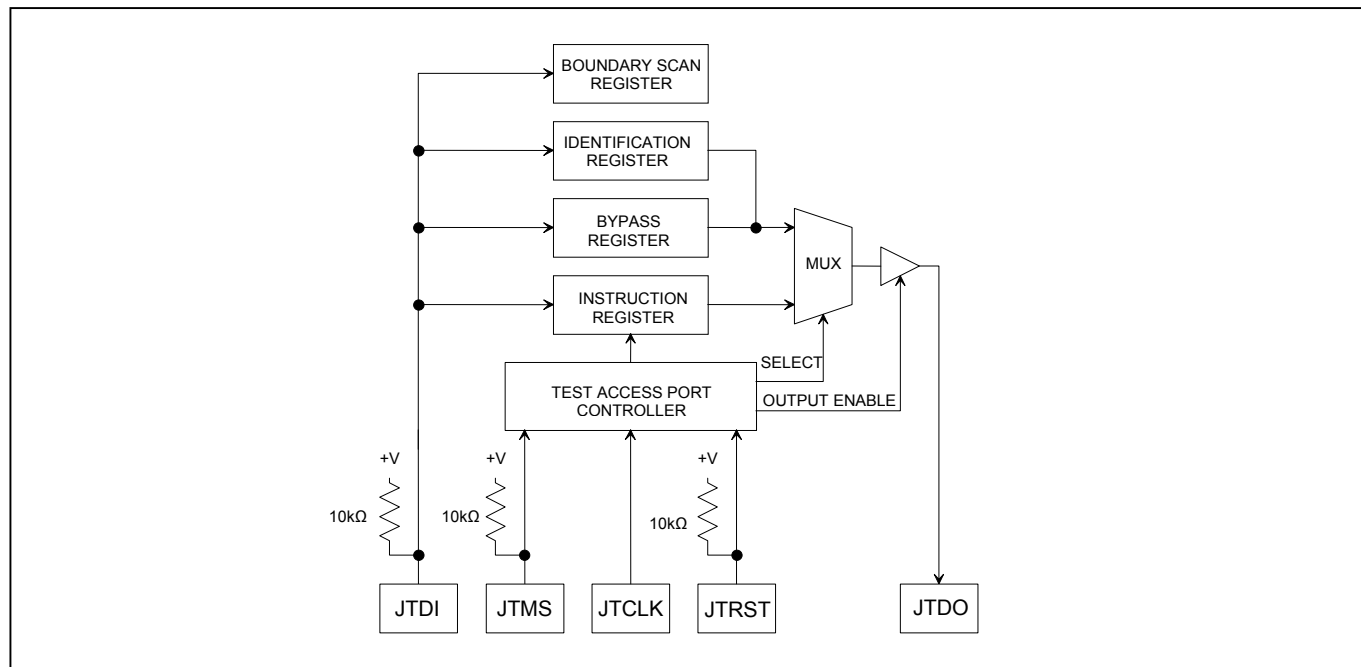 BOUNDARY SCAN
REGISTER
IDENTIFICATION
REGISTER
BYPASS
REGISTER
MUX
INSTRUCTION
REGISTER
SELECT
TEST ACCESS PORT
CONTROLLER
OUTPUT ENABLE
+V
+V
+V
10kΩ
10kΩ
10kΩ
JTDI
JTMS
JTCLK
JTRST
JTDO